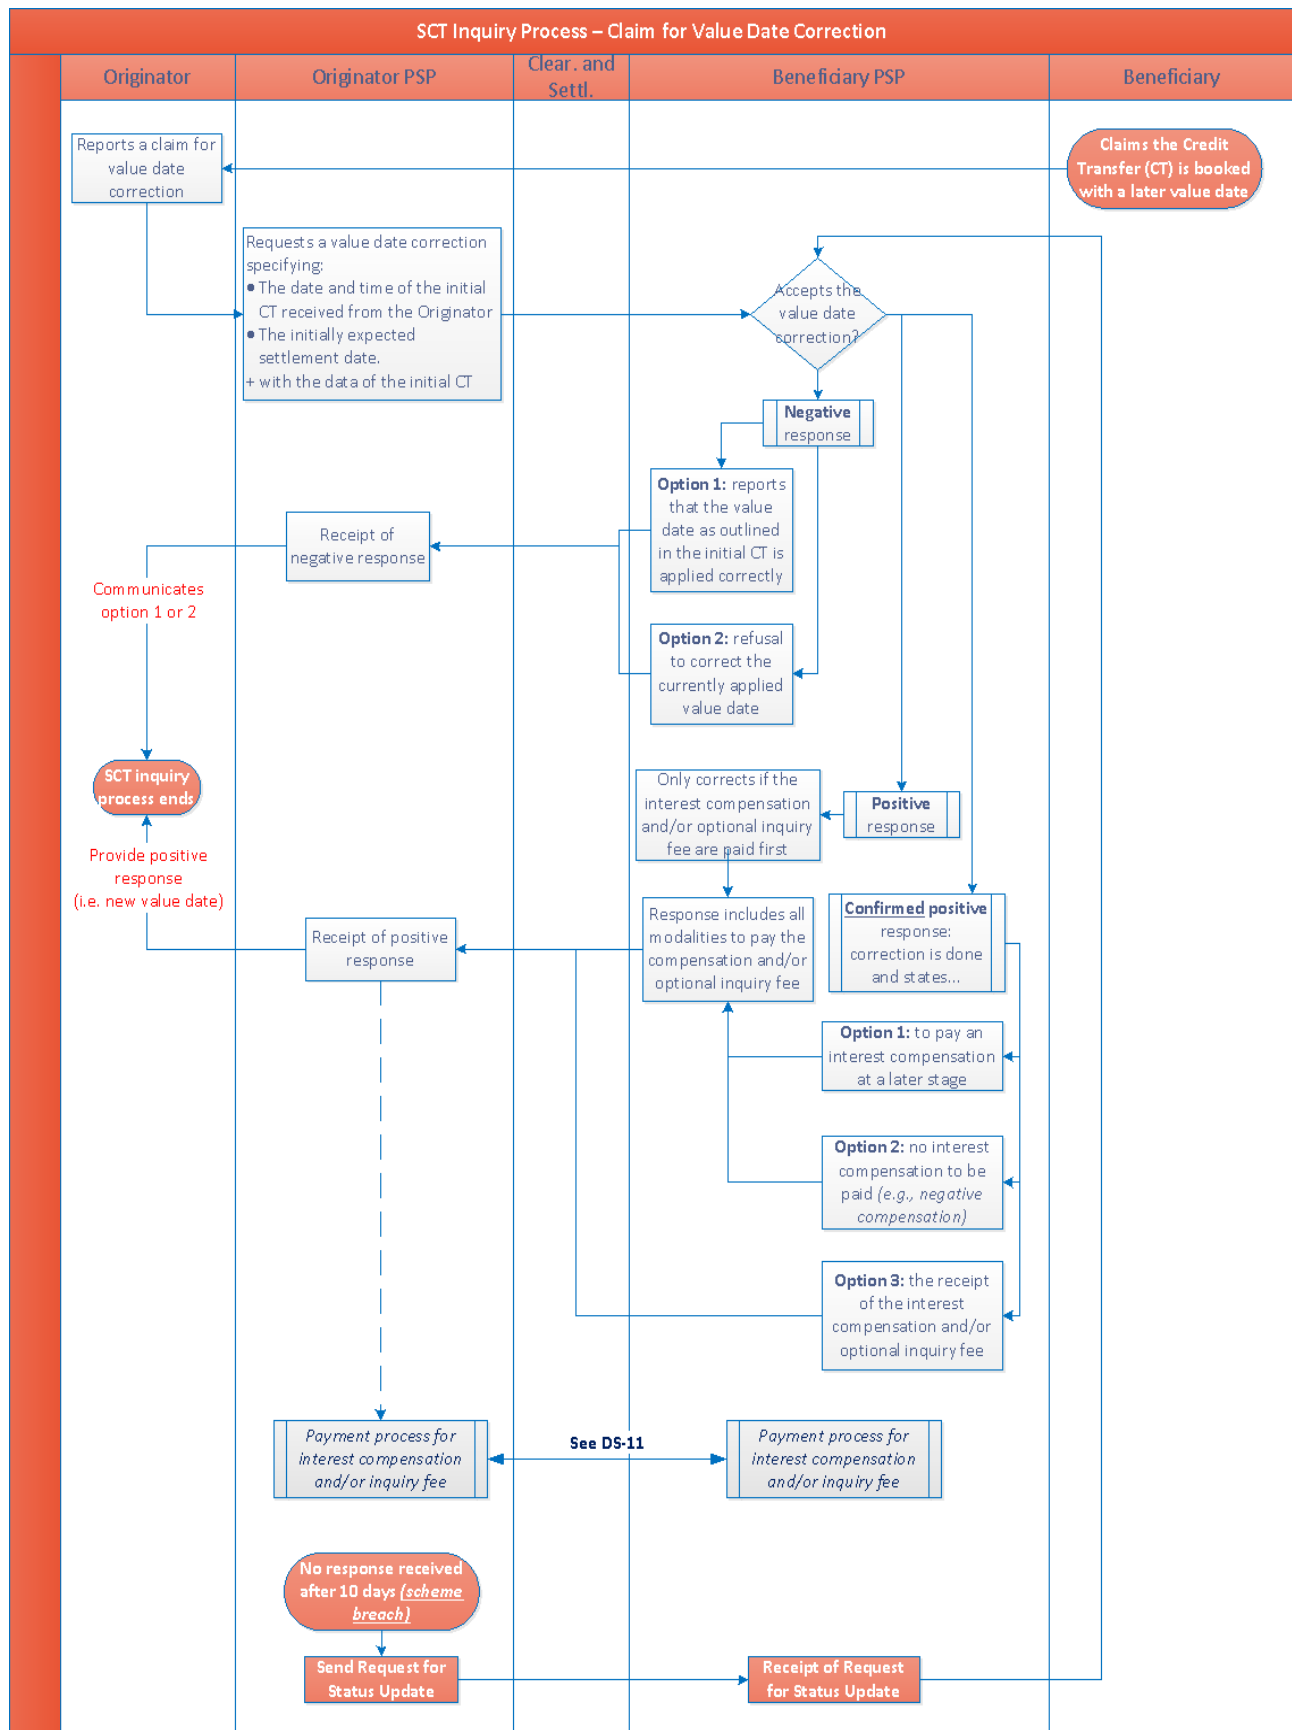 SCT Inquiry Process – Claim for Value Date Correction
Originator
Originator PSP
Clear. and
Settl.
Beneficiary PSP
Beneficiary
Reports a claim for
value date
correction
Claims the Credit
Transfer (CT) is booked
with a later value date
Requests a value date correction
specifying:
● The date and time of the initial
CT received from the Originator
● The initially expected
settlement date.
+ with the data of the initial CT
Accepts the
value date
correction?
Negative
response
Option 1: reports
that the value
date as outlined
in the initial CT is
applied correctly
Receipt of
negative response
Communicates
option 1 or 2
Option 2: refusal
to correct the
currently applied
value date
SCT inquiry
process ends
Only corrects if the
interest compensation
and/or optional inquiry
fee are paid first
Positive
response
Provide positive
response
(i.e. new value date)
Confirmed positive
response:
correction is done
and states...
Response includes all
modalities to pay the
compensation and/or
optional inquiry fee
Receipt of positive
response
Option 1: to pay an
interest compensation
at a later stage
Option 2: no interest
compensation to be
paid (e.g., negative
compensation)
Option 3: the receipt
of the interest
compensation and/or
optional inquiry fee
Payment process for
interest compensation
and/or inquiry fee
See DS-11
Payment process for
interest compensation
and/or inquiry fee
No response received
after 10 days (scheme
breach)
Send Request for
Status Update
Receipt of Request
for Status Update